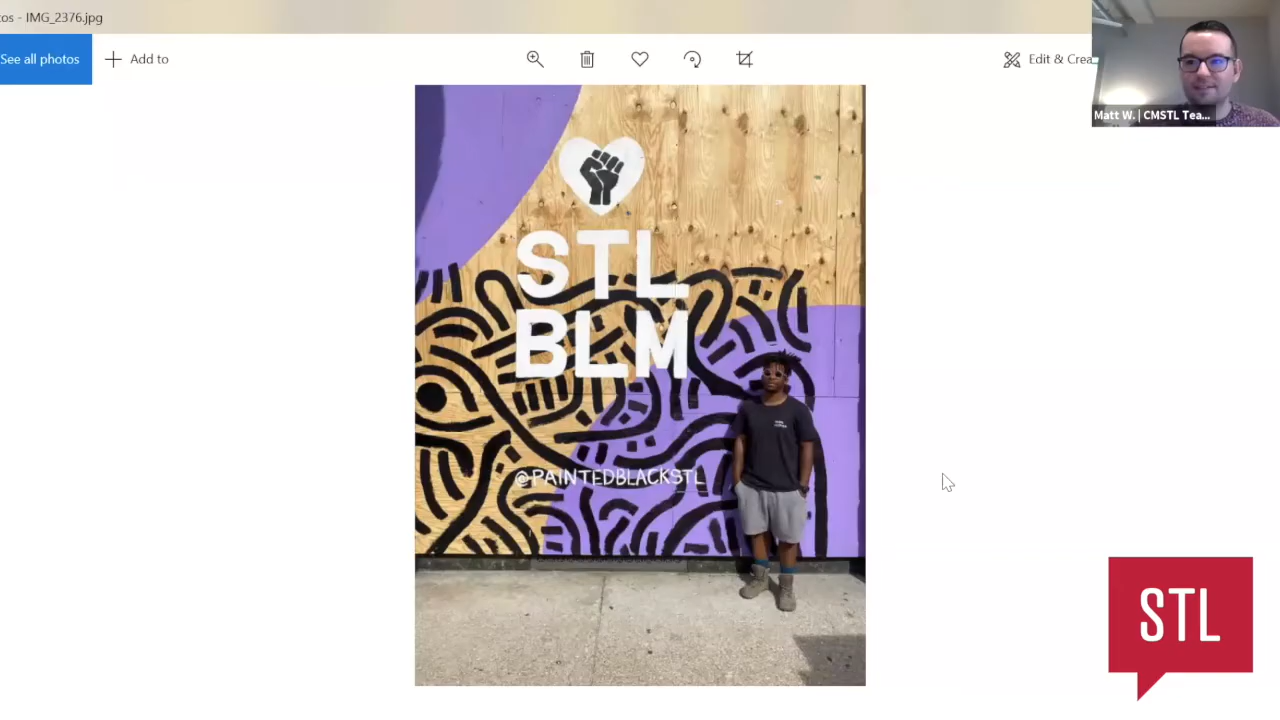 tos - IMG_2376.jpg
See all photos
Add to
Edit & Crea
Matt W. | CMSTL Tea...
STL
BLM
@PAINTEDBLACKSTL
STL